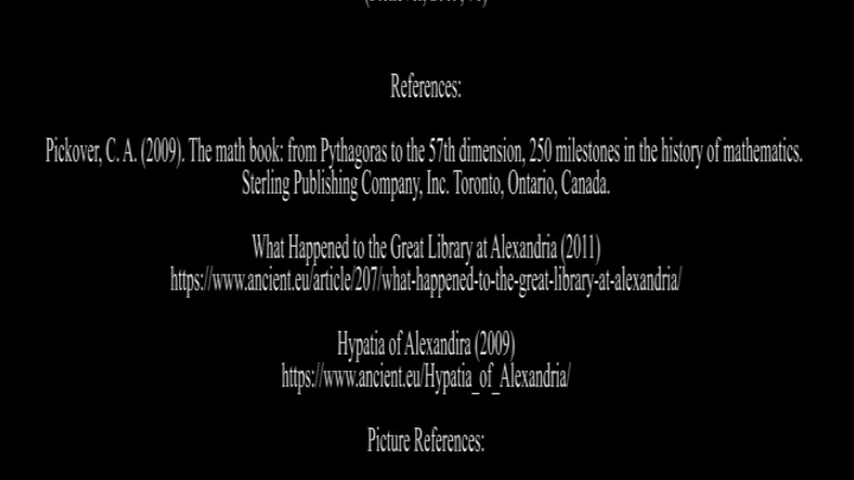 References:
Pickover, C. A. (2009). The math book: from Pythagoras to the 57th dimension, 250 milestones in the history of mathematics.
Sterling Publishing Company, Inc. Toronto, Ontario, Canada.
What Happened to the Great Library at Alexandria (2011)
https://www.ancient.eu/article/207/what-happened-to-the-great-library-at-alexandria/
Hypatia of Alexandira (2009)
https://www.ancient.eu/Hypatia_of_Alexandria/
Picture References: